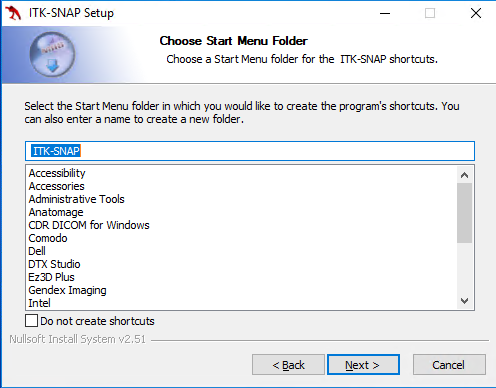 ITK-SNAP Setup
Choose Start Menu Folder
Choose a Start Menu folder for the ITK-SNAP shortcuts.
Select the Start Menu folder in which you would like to create the program's shortcuts. You
can also enter a name to create a new folder.
ITK-SNAP
Accessibility
Accessories
Administrative Tools
Anatomage
CDR DICOM for Windows
Comodo
Dell
DTX Studio
Ez3D Plus
Gendex Imaging
Intel
Do not create shortcuts
Nullsoft Install System v2.51
< Back
Next >
Cancel